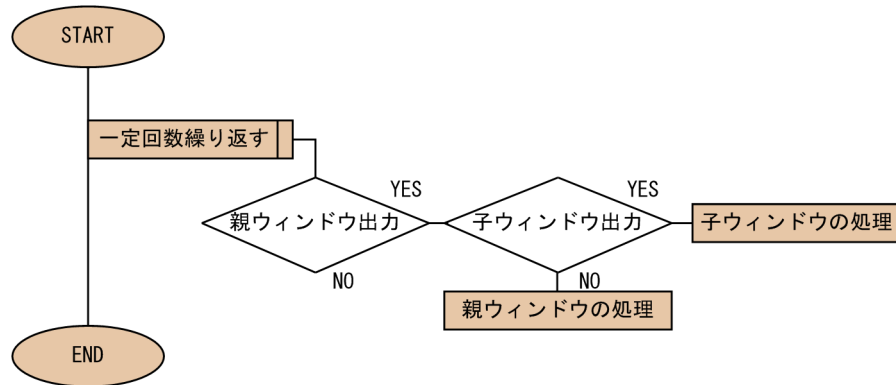 START
一定回数繰り返す
YES
YES
親ウィンドウ出力
子ウィンドウ出力
子ウィンドウの処理
NO
NO
親ウィンドウの処理
END